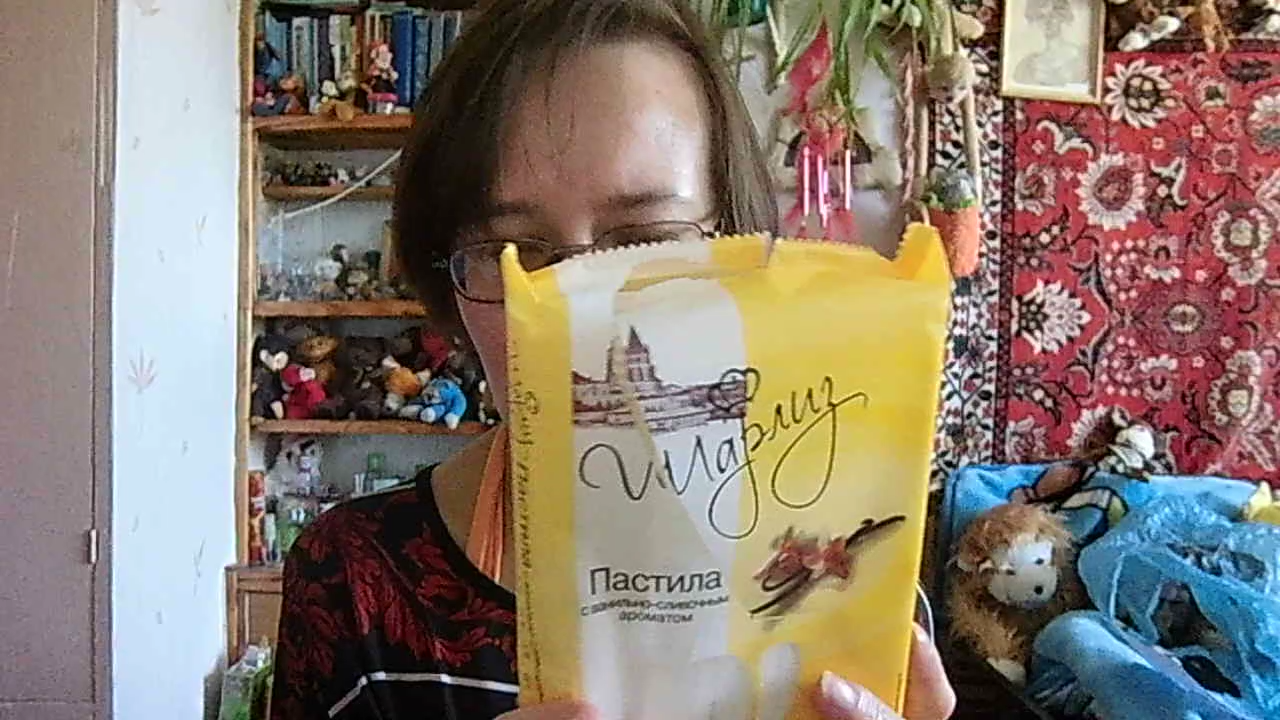 Шарлиз
Пастила
с ванильно-сливочным
ароматом